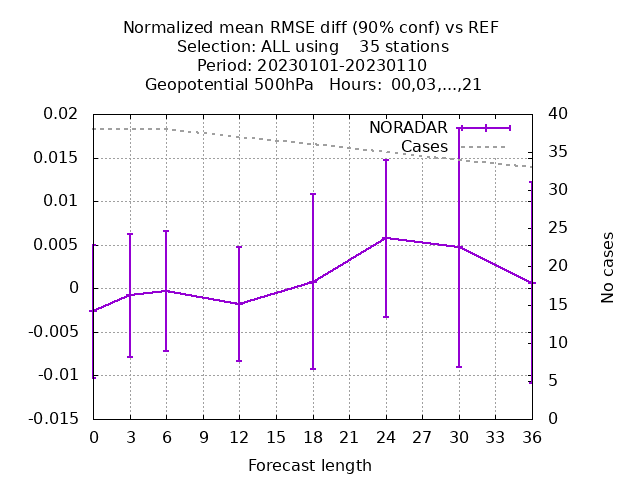 Normalized mean RMSE diff (90% conf) vs REF
Selection: ALL using    35 stations
Period: 20230101-20230110
Geopotential 500hPa   Hours:  00,03,...,21
NORADAR
Cases
0.02
0.015
0.01
0.005
0
-0.005
-0.01
-0.015
40
35
30
25
20
15
10
5
0
No cases
0 3 6 9 12 15 18 21 24 27 30 33 36
Forecast length